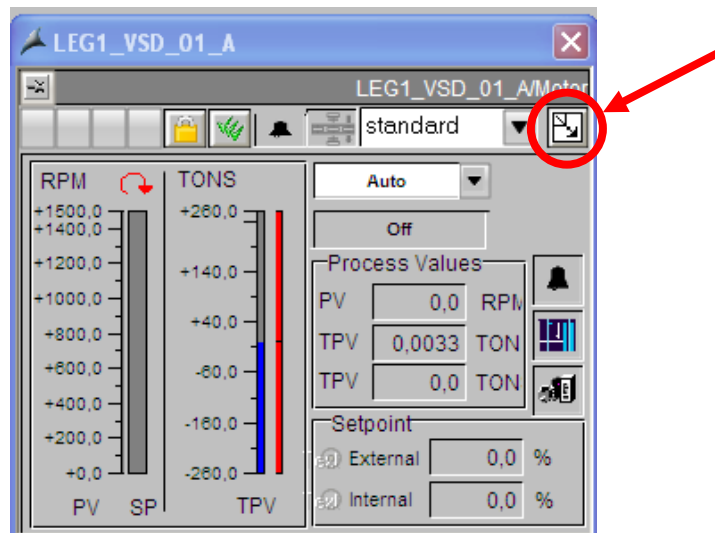 LEG1_VSD_01_A
LEG1_VSD_01_A/Motor
standard
RPM
TONS
Auto
+1500,0
+1400,0
+1200,0
+1000,0
+800,0
+600,0
+400,0
+200,0
+0,0
PV SP
+260,0
+140,0
+40,0
-60,0
-160,0
-260,0
TPV
Off
Process Values
PV 0,0 RPM
TPV 0,0033 TON
TPV 0,0 TON
Setpoint
External 0,0 %
Internal 0,0 %